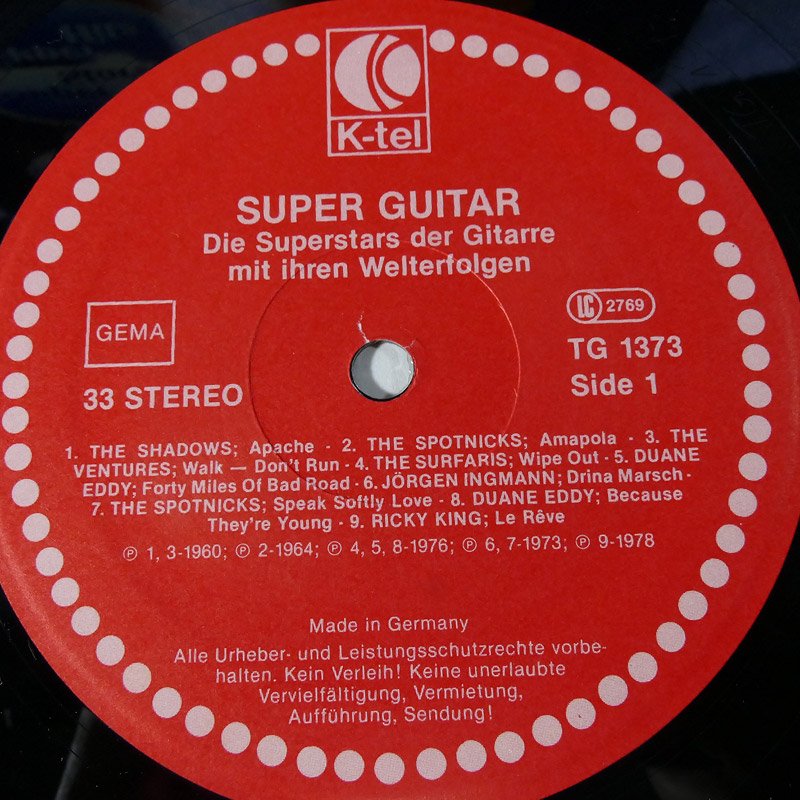 K-tel
SUPER GUITAR
Die Superstars der Gitarre
mit ihren Welterfolgen
GEMA
33 STEREO
LC 2769
TG 1373
Side 1
1. THE SHADOWS; Apache - 2. THE SPOTNICKS; Amapola - 3. THE
VENTURES; Walk — Don't Run - 4. THE SURFARIS; Wipe Out - 5. DUANE
EDDY; Forty Miles Of Bad Road - 6. JÖRGEN INGMANN; Drina Marsch -
7. THE SPOTNICKS; Speak Softly Love - 8. DUANE EDDY; Because
They're Young - 9. RICKY KING; Le Rêve
℗ 1, 3-1960; ℗ 2-1964; ℗ 4, 5, 8-1976; ℗ 6, 7-1973; ℗ 9-1978
Made in Germany
Alle Urheber- und Leistungsschutzrechte vorbe-
halten. Kein Verleih! Keine unerlaubte
Vervielfältigung, Vermietung,
Aufführung, Sendung!